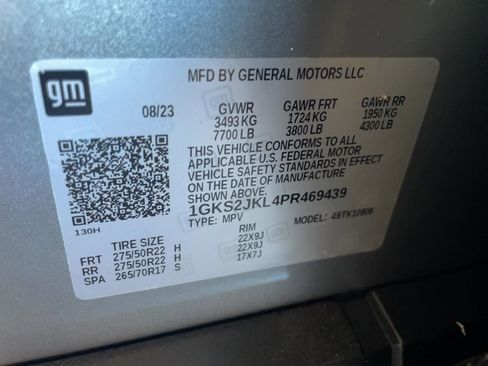 gm
MFD BY GENERAL MOTORS LLC
08/23 GVWR GAWR FRT GAWR RR
3493 KG 1724 KG 1950 KG
7700 LB 3800 LB 4300 LB
THIS VEHICLE CONFORMS TO ALL
APPLICABLE U.S. FEDERAL MOTOR
VEHICLE SAFETY STANDARDS IN EFFECT
ON THE DATE OF MANUFACTURE
SHOWN ABOVE.
1GKS2JKL4PR469439
TYPE: MPV MODEL: 49TK10906
130H
TIRE SIZE RIM
FRT 275/50R22 H 22X9J
RR 275/50R22 H 22X9J
SPA 265/70R17 S 17X7J